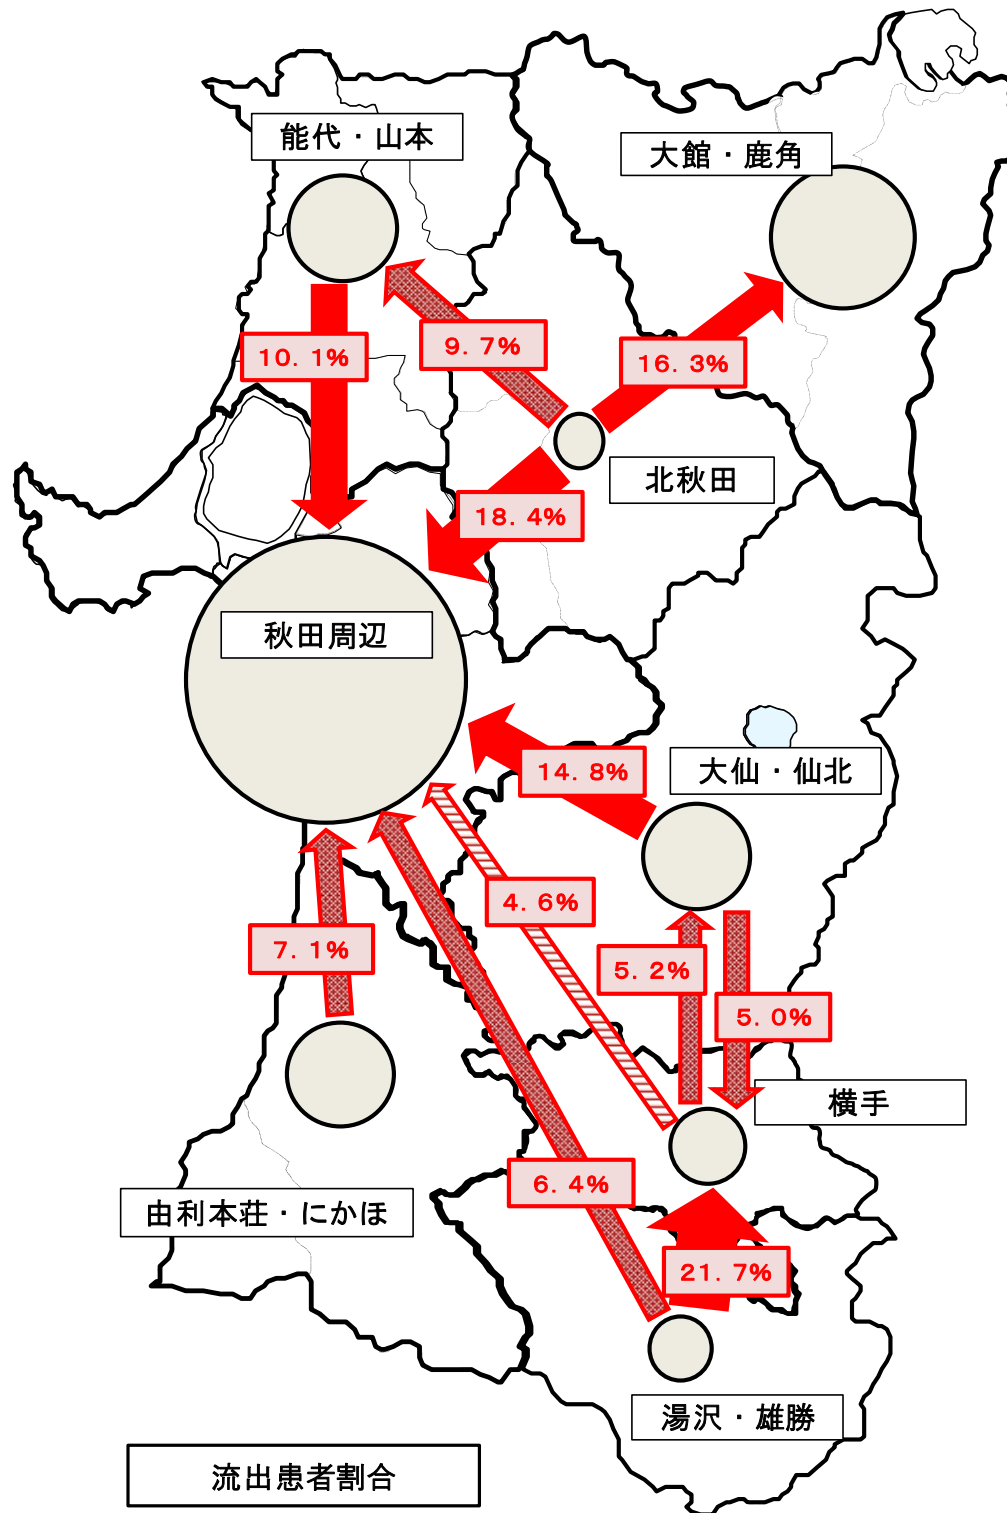 能代・山本
大館・鹿角
10. 1%
9. 7%
16. 3%
北秋田
18. 4%
秋田周辺
14. 8%
大仙・仙北
4. 6%
7. 1%
5. 2%
5. 0%
横手
6. 4%
由利本荘・にかほ
21. 7%
湯沢・雄勝
流出患者割合